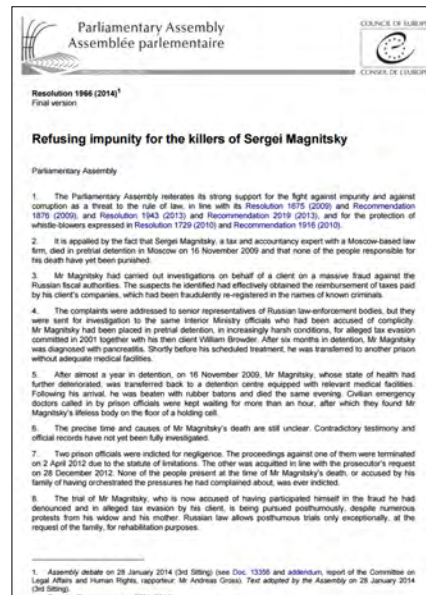 Parliamentary Assembly
Assemblée parlementaire
COUNCIL OF EUROPE
CONSEIL DE L'EUROPE
Resolution 1966 (2014)1
Final version
Refusing impunity for the killers of Sergei Magnitsky
Parliamentary Assembly
1. The Parliamentary Assembly reiterates its strong support for the fight against impunity and against
corruption as a threat to the rule of law, in line with its Resolution 1675 (2009) and Recommendation
1876 (2009), and Resolution 1943 (2013) and Recommendation 2019 (2013), and for the protection of
whistle-blowers expressed in Resolution 1729 (2010) and Recommendation 1916 (2010).
2. It is appalled by the fact that Sergei Magnitsky, a tax and accountancy expert with a Moscow-based law
firm, died in pretrial detention in Moscow on 16 November 2009 and that none of the people responsible for
his death have yet been punished.
3. Mr Magnitsky had carried out investigations on behalf of a client on a massive fraud against the
Russian fiscal authorities. The suspects he identified had effectively obtained the reimbursement of taxes paid
by his client's companies, which had been fraudulently re-registered in the names of known criminals.
4. The complaints were addressed to senior representatives of Russian law-enforcement bodies, but they
were sent for investigation to the same Interior Ministry officials who had been accused of complicity.
Mr Magnitsky had been placed in pretrial detention, in increasingly harsh conditions, for alleged tax evasion
committed in 2001 together with his then client William Browder. After six months in detention, Mr Magnitsky
was diagnosed with pancreatitis. Shortly before his scheduled treatment, he was transferred to another prison
without adequate medical facilities.
5. After almost a year in detention, on 16 November 2009, Mr Magnitsky, whose state of health had
further deteriorated, was transferred back to a detention centre equipped with relevant medical facilities.
Following his arrival, he was beaten with rubber batons and died the same evening. Civilian emergency
doctors called in by prison officials were kept waiting for more than an hour, after which they found Mr
Magnitsky's lifeless body on the floor of a holding cell.
6. The precise time and causes of Mr Magnitsky's death are still unclear. Contradictory testimony and
official records have not yet been fully investigated.
7. Two prison officials were indicted for negligence. The proceedings against one of them were terminated
on 2 April 2012 due to the statute of limitations. The other was acquitted in line with the prosecutor's request
on 28 December 2012. None of the people present at the time of Mr Magnitsky's death, or accused by his
family of having orchestrated the pressures he had complained about, was ever indicted.
8. The trial of Mr Magnitsky, who is now accused of having participated himself in the fraud he had
denounced and in alleged tax evasion by his client, is being pursued posthumously, despite numerous
protests from his widow and his mother. Russian law allows posthumous trials only exceptionally, at the
request of the family, for rehabilitation purposes.
1. Assembly debate on 28 January 2014 (3rd Sitting) (see Doc. 13356 and addendum, report of the Committee on
Legal Affairs and Human Rights, rapporteur: Mr Andreas Gross). Text adopted by the Assembly on 28 January 2014
(3rd Sitting).